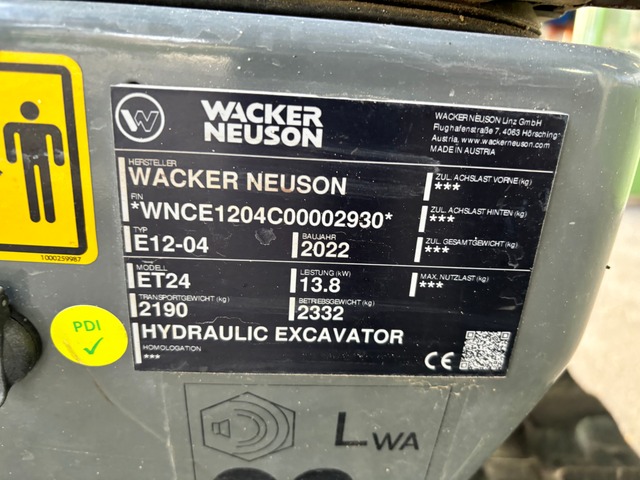 W
WACKER
NEUSON
WACKER NEUSON Linz GmbH
Flughafenstraße 7, 4063 Hörsching
Austria, www.wackerneuson.com
MADE IN AUSTRIA
HERSTELLER
WACKER NEUSON
FIN
*WNCE1204C00002930*
TYP
E12-04
BAUJAHR
2022
MODELL
ET24
LEISTUNG (kW)
13.8
TRANSPORTGEWICHT (kg)
2190
BETRIEBSGEWICHT (kg)
2332
HYDRAULIC EXCAVATOR
HOMOLOGATION
***
ZUL. ACHSLAST VORNE (kg)
***
ZUL. ACHSLAST HINTEN (kg)
***
ZUL. GESAMTGEWICHT (kg)
***
MAX. NUTZLAST (kg)
***
CE
1000259987
PDI
LWA